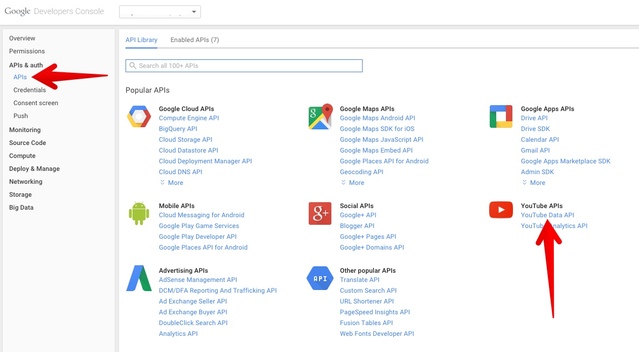 Google Developers Console
Overview
Permissions
APIs & auth
APIs
Credentials
Consent screen
Push
Monitoring
Source Code
Compute
Deploy & Manage
Networking
Storage
Big Data
API Library Enabled APIs (7)
Search all 100+ APIs
Popular APIs
Google Cloud APIs
Compute Engine API
BigQuery API
Cloud Storage API
Cloud Datastore API
Cloud Deployment Manager API
Cloud DNS API
More
Google Maps APIs
Google Maps Android API
Google Maps SDK for iOS
Google Maps JavaScript API
Google Maps Embed API
Google Places API for Android
Geocoding API
More
Google Apps APIs
Drive API
Drive SDK
Calendar API
Gmail API
Google Apps Marketplace SDK
Admin SDK
More
Mobile APIs
Cloud Messaging for Android
Google Play Game Services
Google Play Developer API
Google Places API for Android
Social APIs
Google+ API
Blogger API
Google+ Pages API
Google+ Domains API
YouTube APIs
YouTube Data API
YouTube Analytics API
Advertising APIs
AdSense Management API
DCM/DFA Reporting And Trafficking API
Ad Exchange Seller API
Ad Exchange Buyer API
DoubleClick Search API
Analytics API
Other popular APIs
Translate API
Custom Search API
URL Shortener API
PageSpeed Insights API
Fusion Tables API
Web Fonts Developer API
API